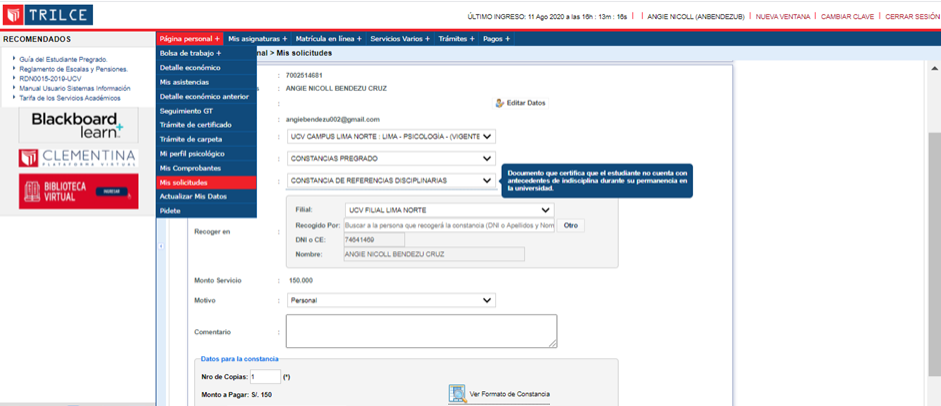 TRILCE
ÚLTIMO INGRESO: 11 Ago 2020 a las 16h : 13m : 16s | | ANGIE NICOLL (ANBENDEZUB) | NUEVA VENTANA | CAMBIAR CLAVE | CERRAR SESIÓN
RECOMENDADOS
Guía del Estudiante Pregrado.
Reglamento de Escalas y Pensiones.
RDN0015-2019-UCV
Manual Usuario Sistemas Información
Tarifa de los Servicios Académicos
Blackboard
learn+
CLEMENTINA
PLATAFORMA VIRTUAL
BIBLIOTECA
VIRTUAL
INGRESAR
Página personal + Mis asignaturas + Matrícula en línea + Servicios Varios + Trámites + Pagos +
Bolsa de trabajo +
Detalle económico
Mis asistencias
Detalle económico anterior
Seguimiento GT
Trámite de certificado
Trámite de carpeta
Mi perfil psicológico
Mis Comprobantes
Mis solicitudes
Actualizar Mis Datos
Pidete
nal > Mis solicitudes
: 7002514681
s : ANGIE NICOLL BENDEZU CRUZ
: Editar Datos
: angiebendezu002@gmail.com
: UCV CAMPUS LIMA NORTE : LIMA - PSICOLOGÍA - (VIGENTE
: CONSTANCIAS PREGRADO
: CONSTANCIA DE REFERENCIAS DISCIPLINARIAS
Documento que certifica que el estudiante no cuenta con
antecedentes de indisciplina durante su permanencia en
la universidad.
Recoger en :
Filial: UCV FILIAL LIMA NORTE
Recogido Por: Buscar a la persona que recogerá la constancia (DNI o Apellidos y Nom Otro
DNI o CE: 74641469
Nombre: ANGIE NICOLL BENDEZU CRUZ
Monto Servicio : 150.000
Motivo : Personal
Comentario :
Datos para la constancia
Nro de Copias: 1 (*)
Monto a Pagar: S/. 150
Ver Formato de Constancia